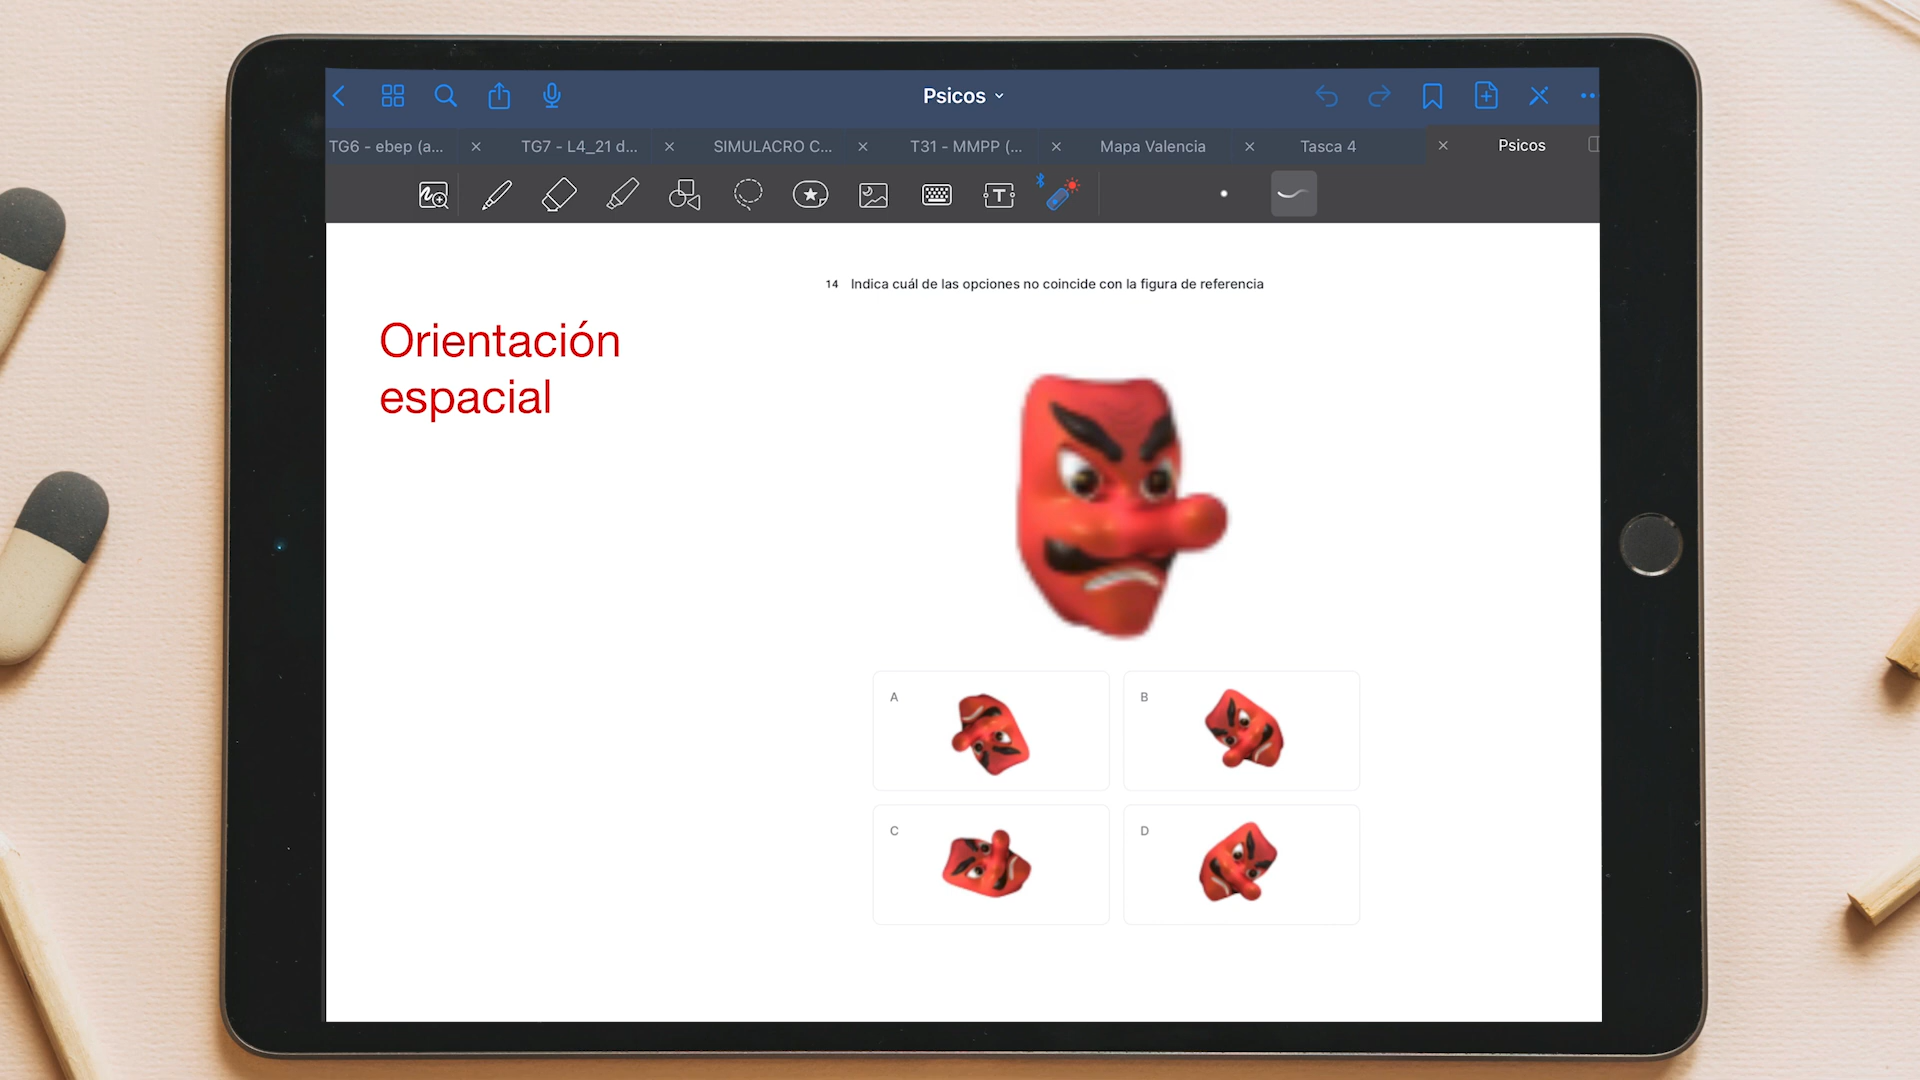 Psicos
TG6 - ebep (a...
TG7 - L4_21 d...
SIMULACRO C...
T31 - MMPP (...
Mapa Valencia
Tasca 4
Psicos
T
14 Indica cuál de las opciones no coincide con la figura de referencia
Orientación
espacial
A
B
C
D